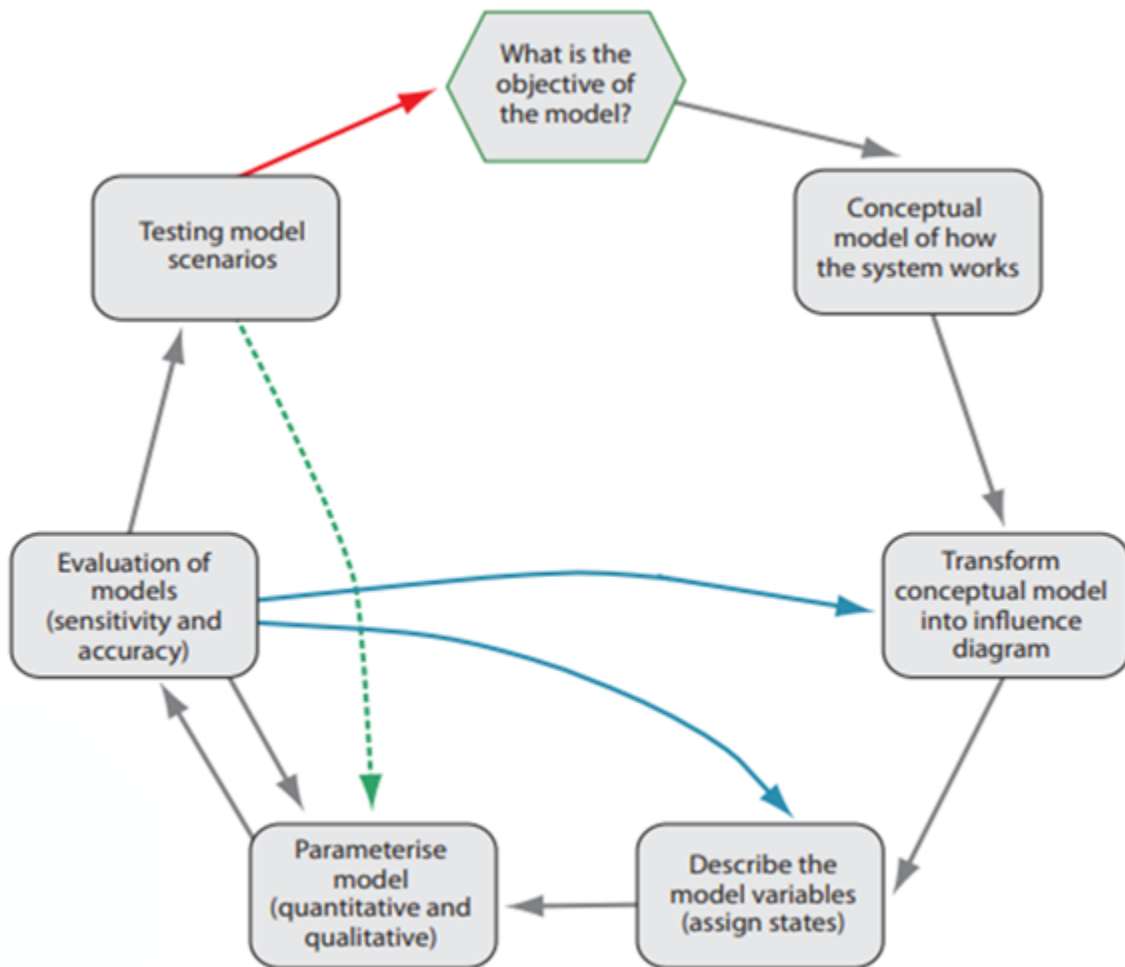 What is the
objective of
the model?
Conceptual
model of how
the system works
Transform
conceptual model
into influence
diagram
Describe the
model variables
(assign states)
Parameterise
model
(quantitative and
qualitative)
Evaluation of
models
(sensitivity and
accuracy)
Testing model
scenarios